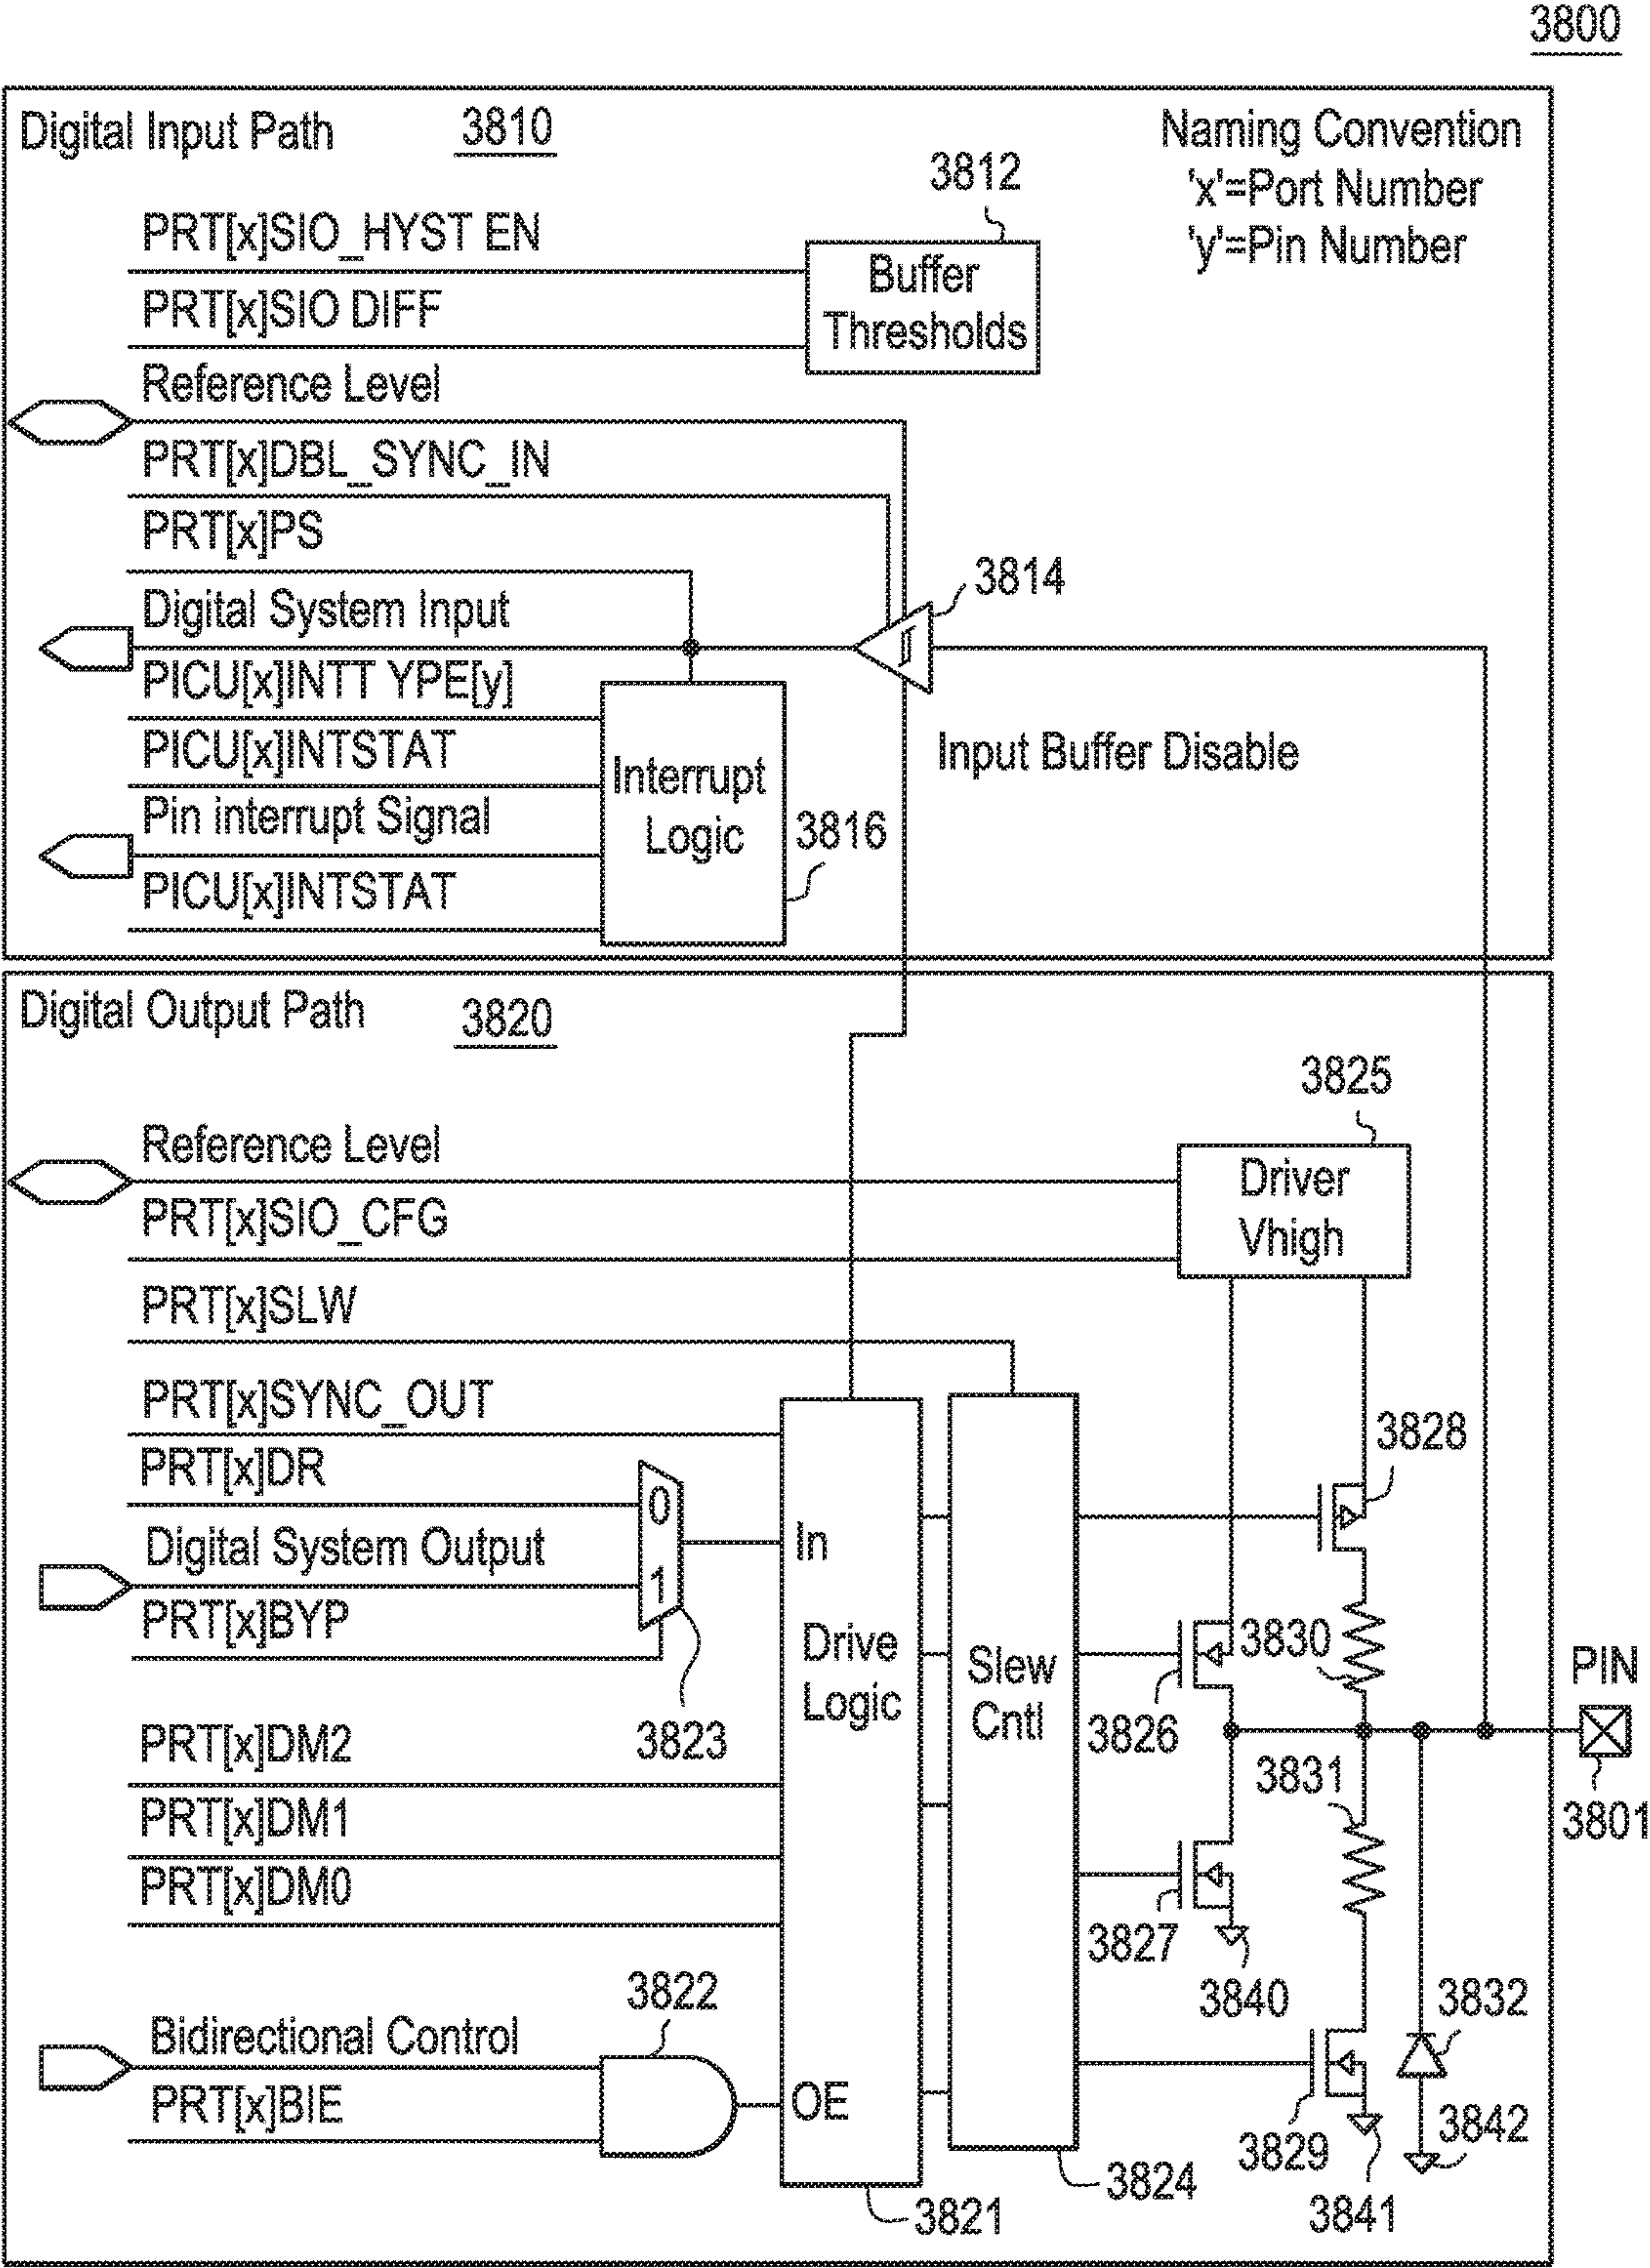 3800
Digital Input Path 3810
Naming Convention
'x'=Port Number
'y'=Pin Number
3812
PRT[x]SIO_HYST EN
Buffer
Thresholds
PRT[x]SIO DIFF
Reference Level
PRT[x]DBL_SYNC_IN
PRT[x]PS
3814
Digital System Input
PICU[x]INTT YPE[y]
Input Buffer Disable
PICU[x]INTSTAT
Interrupt
Logic
Pin interrupt Signal
3816
PICU[x]INTSTAT
Digital Output Path 3820
3825
Reference Level
Driver
Vhigh
PRT[x]SIO_CFG
PRT[x]SLW
PRT[x]SYNC_OUT
3828
PRT[x]DR
0
In
Digital System Output
1
PRT[x]BYP
Drive
Logic
Slew
Cntl
3830
PIN
3826
3823
PRT[x]DM2
3831
3801
PRT[x]DM1
PRT[x]DM0
3827
3822
3840
3832
Bidirectional Control
PRT[x]BIE
OE
3829
3842
3824
3821
3841